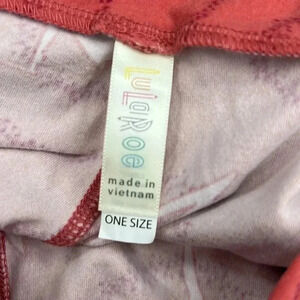 LuLaRoe
made in
vietnam
ONE SIZE